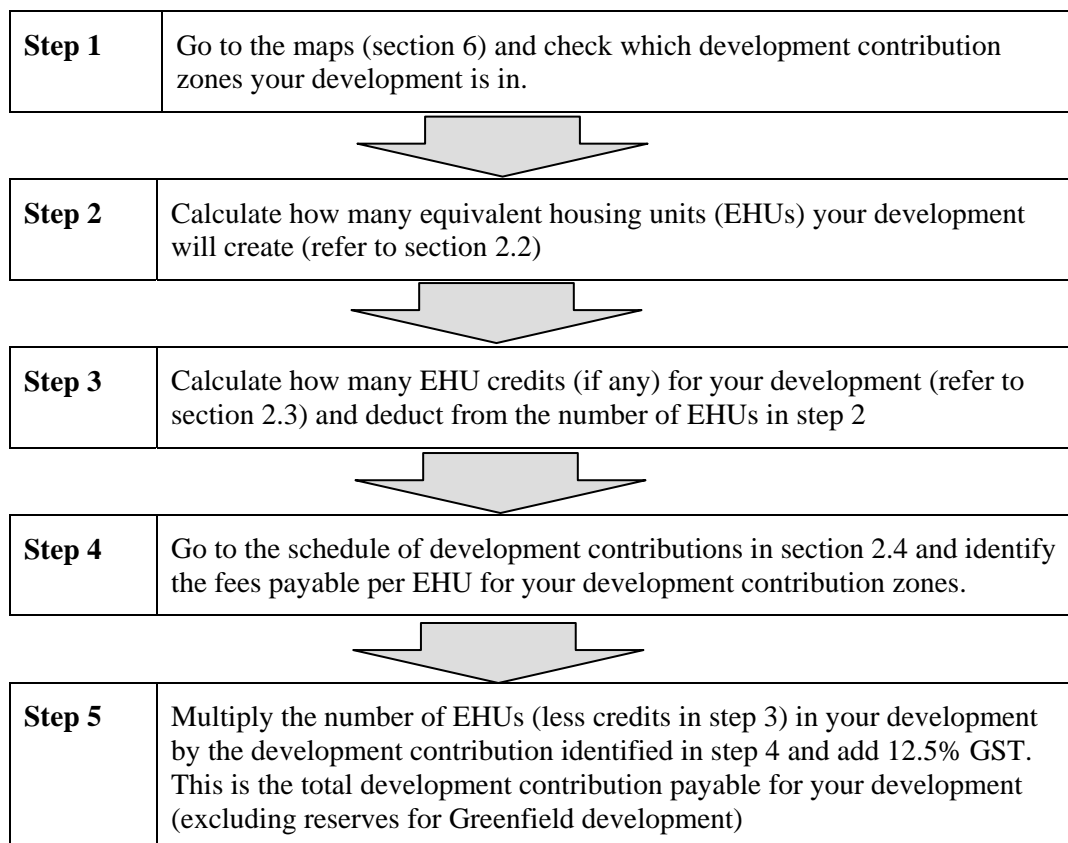 Step 1 Go to the maps (section 6) and check which development contribution
zones your development is in.
Step 2 Calculate how many equivalent housing units (EHUs) your development
will create (refer to section 2.2)
Step 3 Calculate how many EHU credits (if any) for your development (refer to
section 2.3) and deduct from the number of EHUs in step 2
Step 4 Go to the schedule of development contributions in section 2.4 and identify
the fees payable per EHU for your development contribution zones.
Step 5 Multiply the number of EHUs (less credits in step 3) in your development
by the development contribution identified in step 4 and add 12.5% GST.
This is the total development contribution payable for your development
(excluding reserves for Greenfield development)